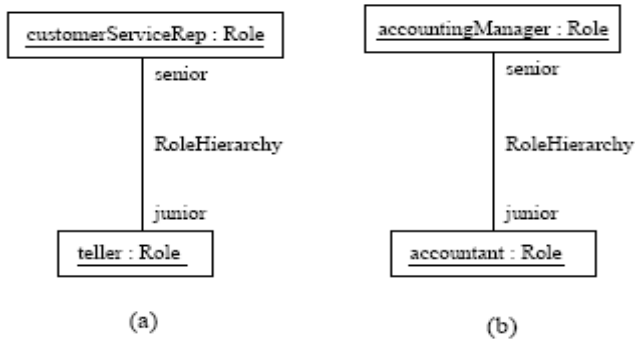 customerServiceRep : Role
senior
RoleHierarchy
junior
teller : Role
(a)
accountingManager : Role
senior
RoleHierarchy
junior
accountant : Role
(b)